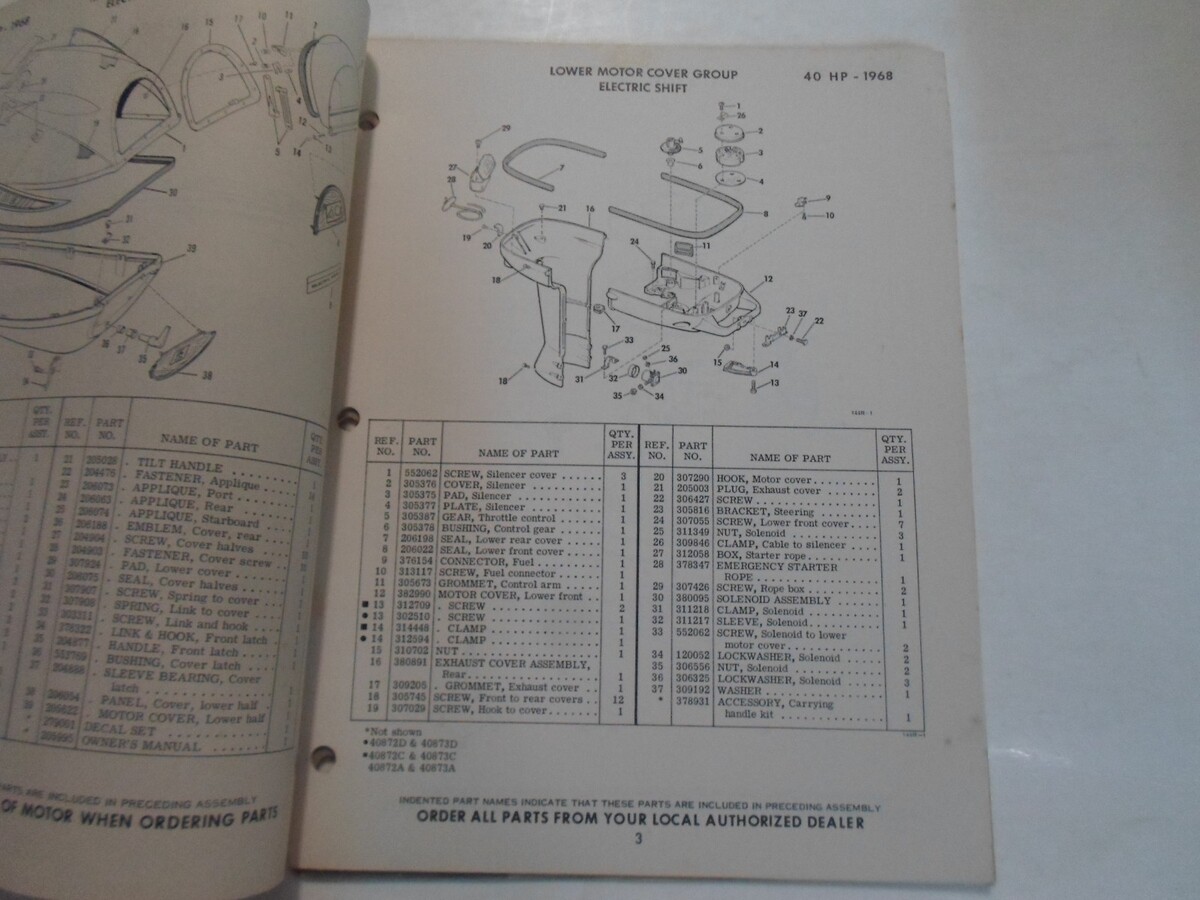 LOWER MOTOR COVER GROUP
ELECTRIC SHIFT
40 HP - 1968
REF. NO. PART NO. NAME OF PART QTY. PER ASSY.
1 552062 SCREW, Silencer cover ...... 3
2 305376 COVER, Silencer ...... 1
3 305375 PAD, Silencer ...... 1
4 305377 PLATE, Silencer ...... 1
5 305387 GEAR, Throttle control ...... 1
6 305378 BUSHING, Control gear ...... 1
7 206198 SEAL, Lower rear cover ...... 1
8 206022 SEAL, Lower front cover ...... 1
9 376154 CONNECTOR, Fuel ...... 1
10 313117 SCREW, Fuel connector ...... 1
11 305673 GROMMET, Control arm ...... 1
12 382990 MOTOR COVER, Lower front .. 1
■ 13 312709 . SCREW ...... 2
● 13 302510 . SCREW ...... 1
■ 14 314448 . CLAMP ...... 1
● 14 312594 . CLAMP ...... 1
15 310702 NUT ...... 1
16 380891 EXHAUST COVER ASSEMBLY,
Rear ...... 1
17 309205 . GROMMET, Exhaust cover .. 1
18 305745 SCREW, Front to rear covers .. 12
19 307029 SCREW, Hook to cover ...... 1
REF. NO. PART NO. NAME OF PART QTY. PER ASSY.
20 307290 HOOK, Motor cover ...... 1
21 205003 PLUG, Exhaust cover ...... 2
22 306427 SCREW ...... 1
23 305816 BRACKET, Steering ...... 1
24 307055 SCREW, Lower front cover ...... 7
25 311349 NUT, Solenoid ...... 3
26 309846 CLAMP, Cable to silencer ...... 1
27 312058 BOX, Starter rope ...... 1
28 378347 EMERGENCY STARTER
ROPE ...... 1
29 307426 SCREW, Rope box ...... 2
30 380095 SOLENOID ASSEMBLY ...... 1
31 311218 CLAMP, Solenoid ...... 1
32 311217 SLEEVE, Solenoid ...... 1
33 552062 SCREW, Solenoid to lower
motor cover ...... 2
34 120052 LOCKWASHER, Solenoid ...... 2
35 306556 NUT, Solenoid ...... 2
36 306325 LOCKWASHER, Solenoid ...... 3
37 309192 WASHER ...... 1
* 378931 ACCESSORY, Carrying
handle kit ...... 1
*Not shown
40872D & 40873D
40872C & 40873C
40872A & 40873A
INDENTED PART NAMES INDICATE THAT THESE PARTS ARE INCLUDED IN PRECEDING ASSEMBLY
ORDER ALL PARTS FROM YOUR LOCAL AUTHORIZED DEALER
3
QTY. PER REF. NO. PART NO. NAME OF PART
TILT HANDLE
FASTENER, Applique
APPLIQUE, Port
APPLIQUE, Rear
APPLIQUE, Starboard
EMBLEM, Cover, rear
SCREW, Cover halves
FASTENER, Cover screw
PAD, Lower cover
SEAL, Cover halves
SCREW, Spring to cover
SPRING, Link to cover
SCREW, Link and hook
LINK & HOOK, Front latch
HANDLE, Front latch
BUSHING, Cover latch
SLEEVE BEARING, Cover
latch
PANEL, Cover, lower half
MOTOR COVER, Lower half
DECAL SET
OWNER'S MANUAL
ARE INCLUDED IN PRECEDING ASSEMBLY
OF MOTOR WHEN ORDERING PARTS